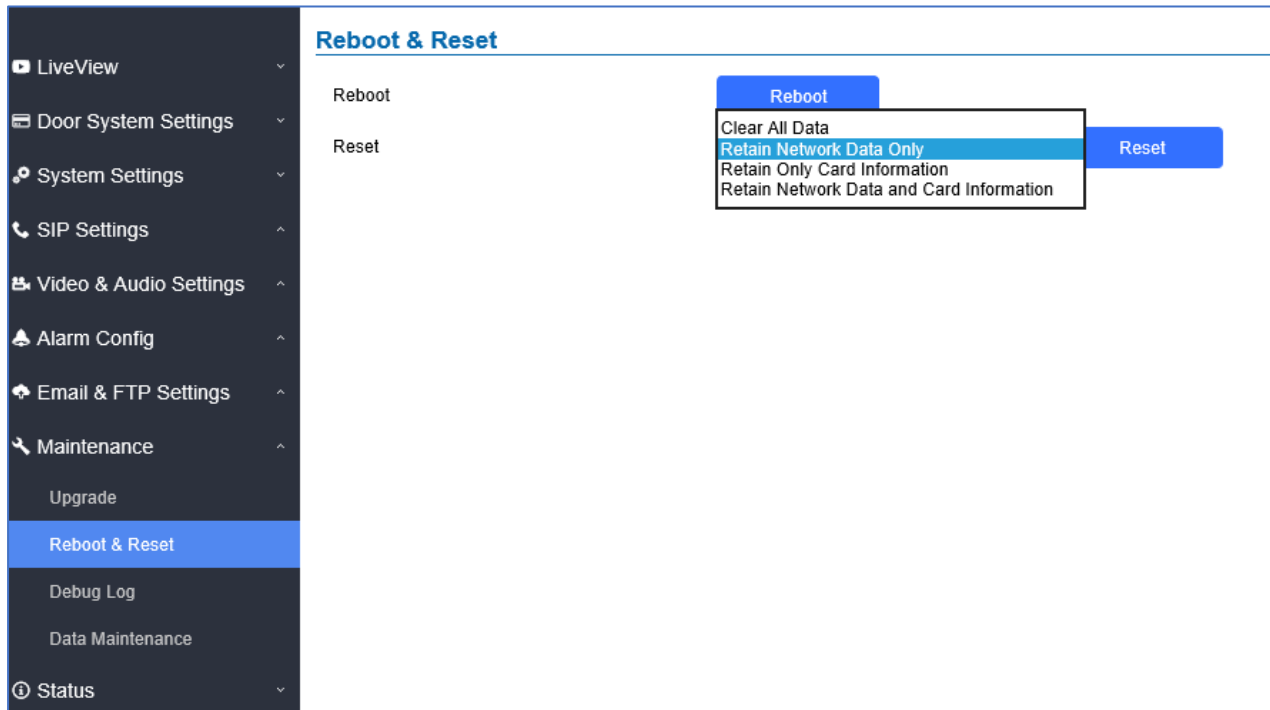 LiveView
Door System Settings
System Settings
SIP Settings
Video & Audio Settings
Alarm Config
Email & FTP Settings
Maintenance
Upgrade
Reboot & Reset
Debug Log
Data Maintenance
Status
Reboot & Reset
Reboot Reboot
Reset Reset
Clear All Data
Retain Network Data Only
Retain Only Card Information
Retain Network Data and Card Information